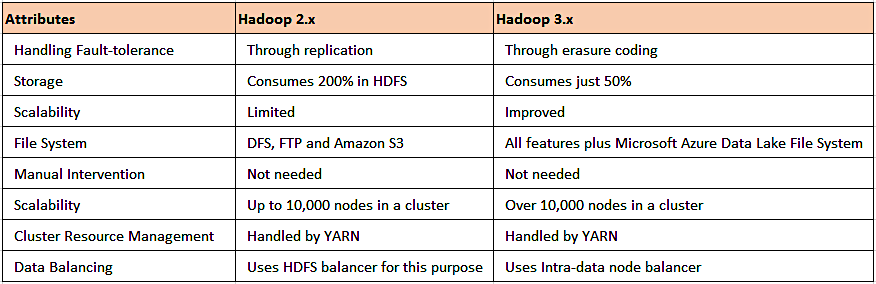 Attributes Hadoop 2.x Hadoop 3.x
Handling Fault-tolerance Through replication Through erasure coding
Storage Consumes 200% in HDFS Consumes just 50%
Scalability Limited Improved
File System DFS, FTP and Amazon S3 All features plus Microsoft Azure Data Lake File System
Manual Intervention Not needed Not needed
Scalability Up to 10,000 nodes in a cluster Over 10,000 nodes in a cluster
Cluster Resource Management Handled by YARN Handled by YARN
Data Balancing Uses HDFS balancer for this purpose Uses Intra-data node balancer